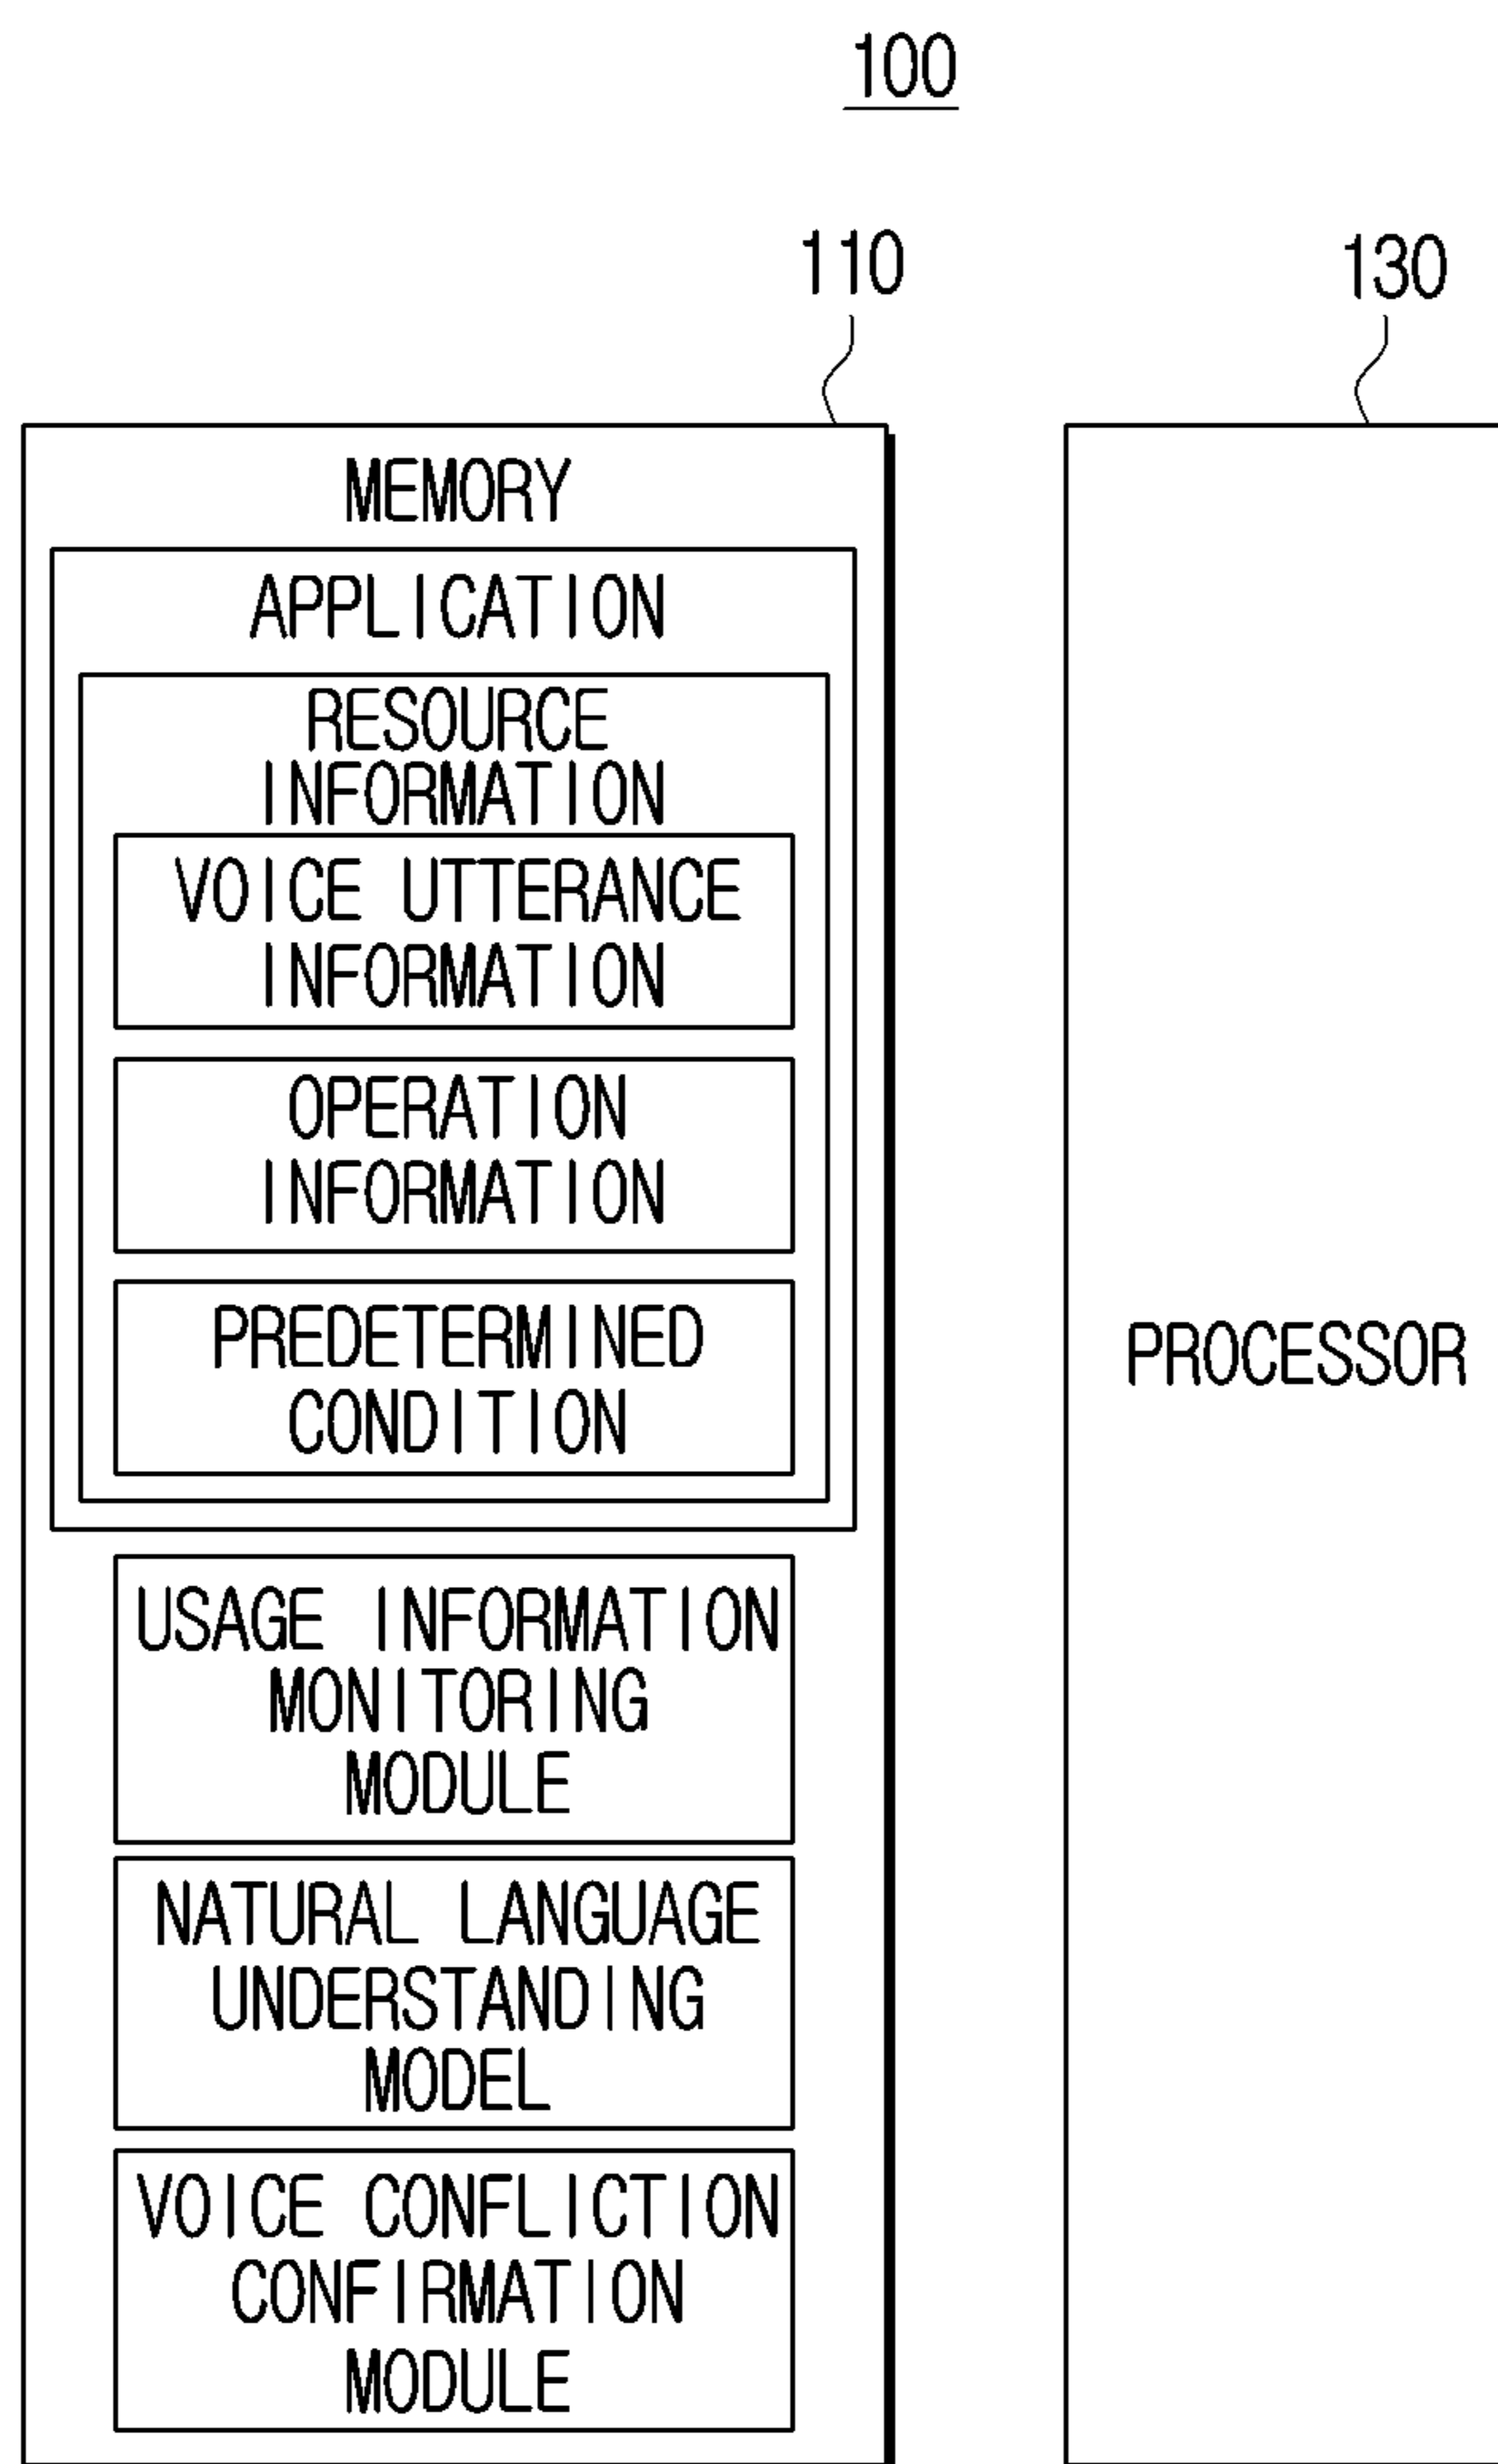 100
110
130
MEMORY
APPLICATION
RESOURCE
INFORMATION
VOICE UTTERANCE
INFORMATION
OPERATION
INFORMATION
PREDETERMINED
CONDITION
PROCESSOR
USAGE INFORMATION
MONITORING
MODULE
NATURAL LANGUAGE
UNDERSTANDING
MODEL
VOICE CONFLICTION
CONFIRMATION
MODULE